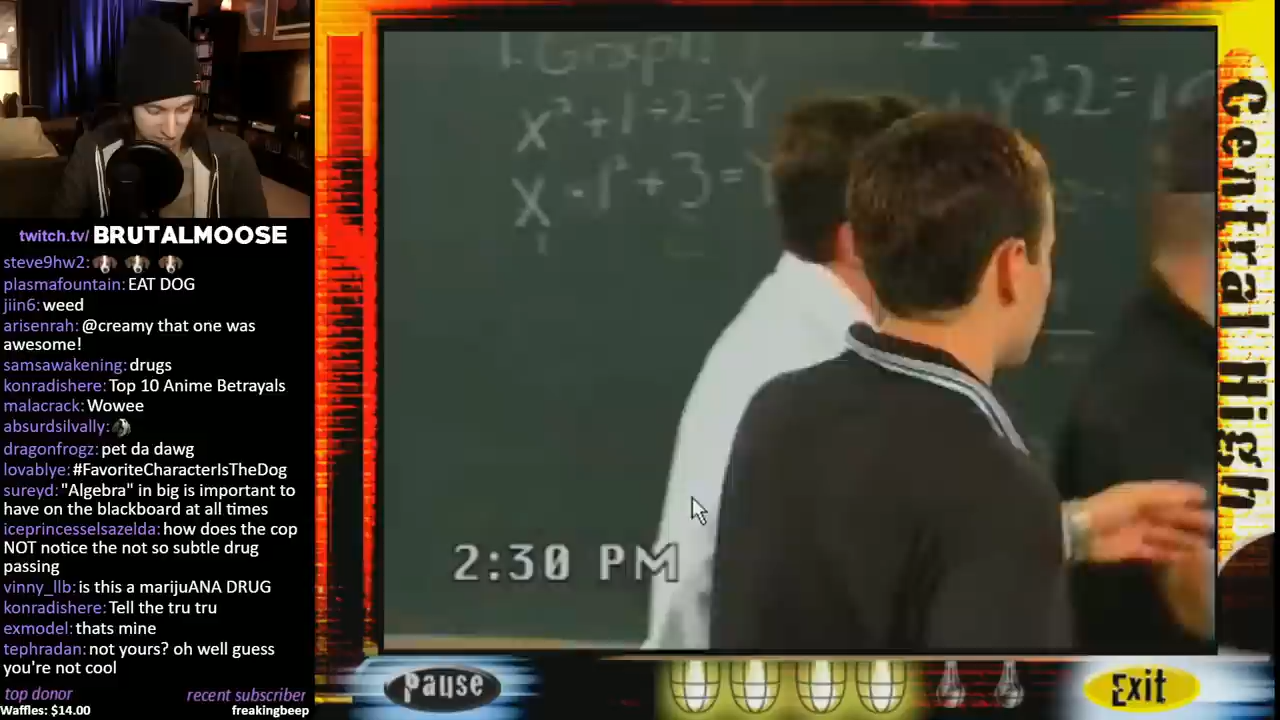 twitch.tv/BRUTALMOOSE
steve9hw2:
plasmafountain: EAT DOG
jiin6: weed
arisenrah: @creamy that one was
awesome!
samsawakening: drugs
konradishere: Top 10 Anime Betrayals
malacrack: Wowee
absurdsilvally:
dragonfrogz: pet da dawg
lovablye: #FavoriteCharacterIsTheDog
sureyd: "Algebra" in big is important to
have on the blackboard at all times
iceprincesselsazelda: how does the cop
NOT notice the not so subtle drug
passing
vinny_llb: is this a marijuANA DRUG
konradishere: Tell the tru tru
exmodel: thats mine
tephradan: not yours? oh well guess
you're not cool
top donor
recent subscriber
Waffles: $14.00
freakingbeep
1. Graph
x²+1÷2=Y
2:30 PM
Pause
Exit
Central High